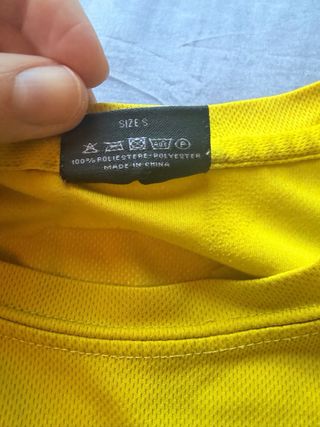 SIZE S
100% POLIESTERE-POLYESTER
MADE IN CHINA